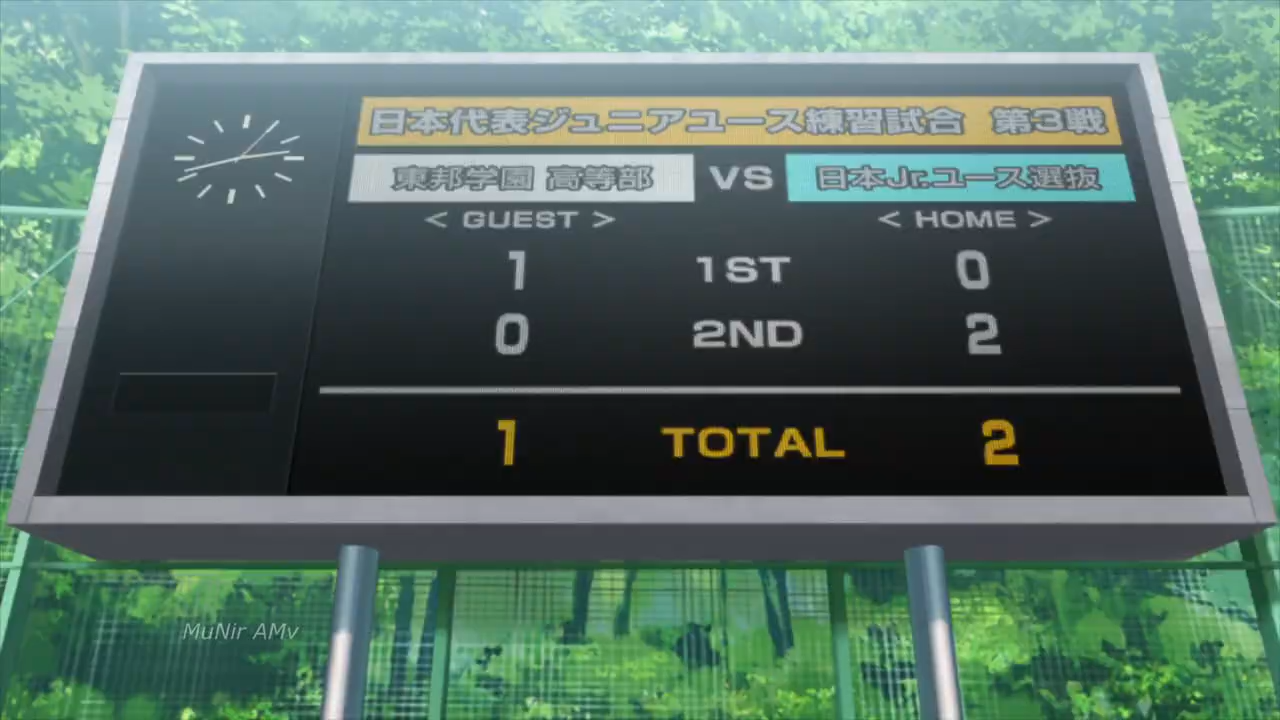 日本代表ジュニアユース練習試合 第3戦
東邦学園 高等部 VS 日本Jr.ユース選抜
< GUEST > < HOME >
1 1ST 0
0 2ND 2
1 TOTAL 2
MuNir AMv